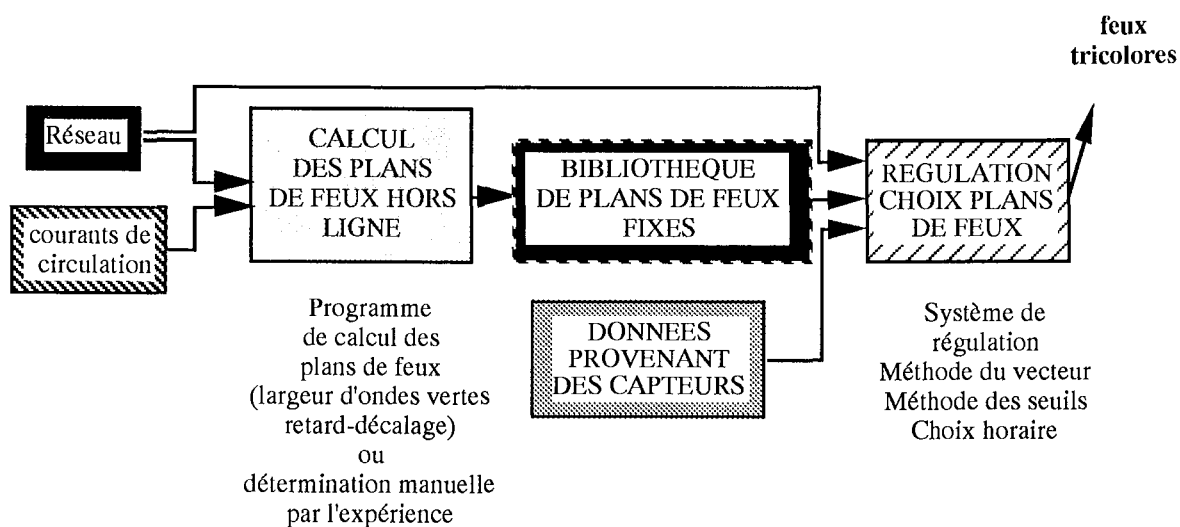 feux
tricolores
Réseau
courants de
circulation
CALCUL
DES PLANS
DE FEUX HORS
LIGNE
BIBLIOTHEQUE
DE PLANS DE FEUX
FIXES
REGULATION
CHOIX PLANS
DE FEUX
Programme
de calcul des
plans de feux
(largeur d'ondes vertes
retard-décalage)
ou
détermination manuelle
par l'expérience
DONNEES
PROVENANT
DES CAPTEURS
Système de
régulation
Méthode du vecteur
Méthode des seuils
Choix horaire